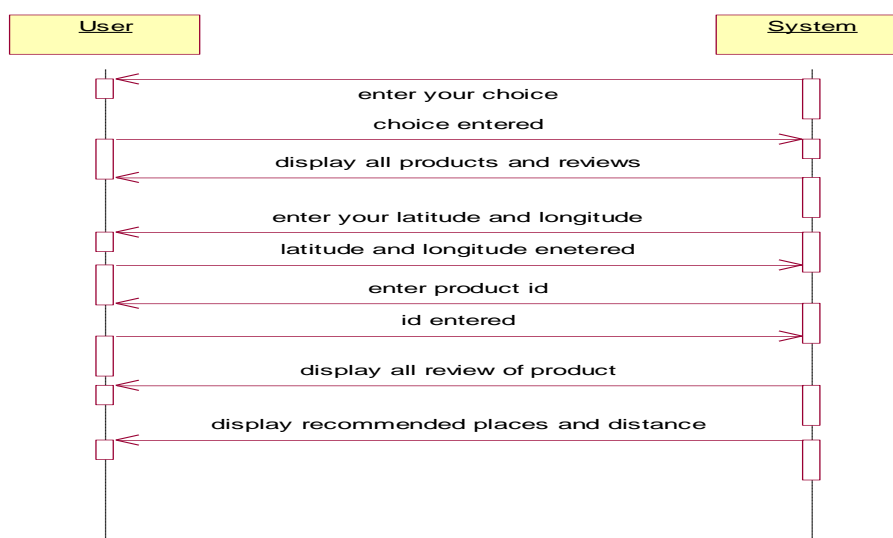 User
System
enter your choice
choice entered
display all products and reviews
enter your latitude and longitude
latitude and longitude enetered
enter product id
id entered
display all review of product
display recommended places and distance